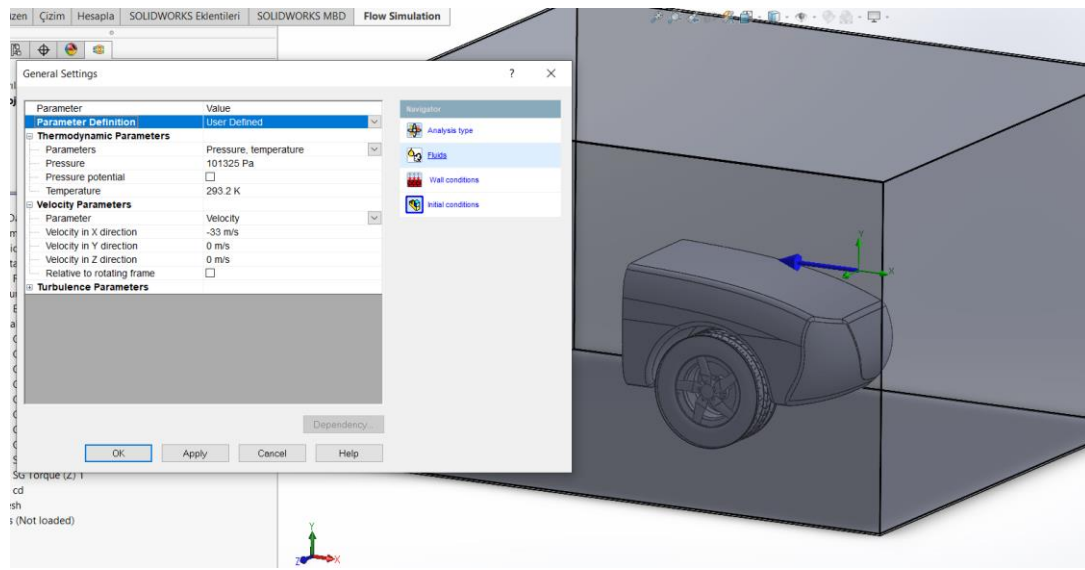 Çizim Hesapla SOLIDWORKS Eklentileri SOLIDWORKS MBD Flow Simulation
General Settings ? X
Parameter Value
Parameter Definition User Defined
Thermodynamic Parameters
Parameters Pressure, temperature
Pressure 101325 Pa
Pressure potential
Temperature 293.2 K
Velocity Parameters
Parameter Velocity
Velocity in X direction -33 m/s
Velocity in Y direction 0 m/s
Velocity in Z direction 0 m/s
Relative to rotating frame
Turbulence Parameters
Navigator
Analysis type
Fluids
Wall conditions
Initial conditions
Dependency...
OK Apply Cancel Help
SG Torque (Z) 1
cd
(Not loaded)
Y
X
Y
Z X